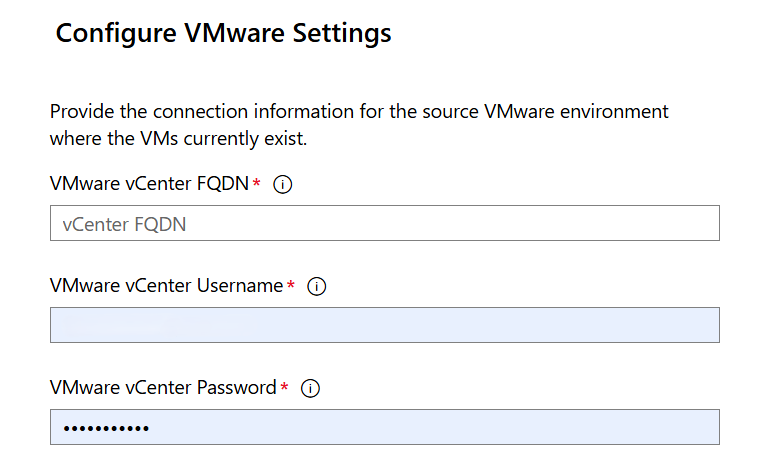 Configure VMware Settings
Provide the connection information for the source VMware environment
where the VMs currently exist.
VMware vCenter FQDN *
vCenter FQDN
VMware vCenter Username *
VMware vCenter Password *
•••••••••••